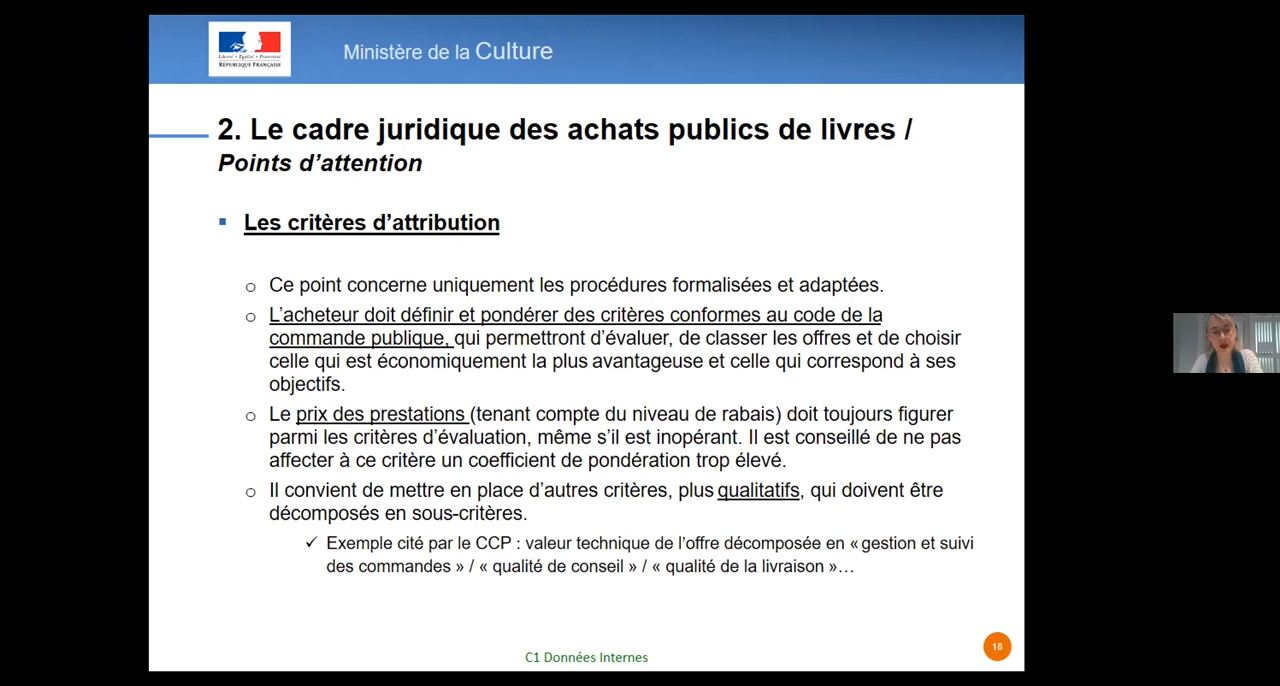 Liberté • Égalité • Fraternité
RÉPUBLIQUE FRANÇAISE
Ministère de la Culture
2. Le cadre juridique des achats publics de livres /
Points d’attention
▪ Les critères d’attribution
o Ce point concerne uniquement les procédures formalisées et adaptées.
o L’acheteur doit définir et pondérer des critères conformes au code de la
commande publique, qui permettront d’évaluer, de classer les offres et de choisir
celle qui est économiquement la plus avantageuse et celle qui correspond à ses
objectifs.
o Le prix des prestations (tenant compte du niveau de rabais) doit toujours figurer
parmi les critères d’évaluation, même s’il est inopérant. Il est conseillé de ne pas
affecter à ce critère un coefficient de pondération trop élevé.
o Il convient de mettre en place d’autres critères, plus qualitatifs, qui doivent être
décomposés en sous-critères.
✓ Exemple cité par le CCP : valeur technique de l’offre décomposée en « gestion et suivi
des commandes » / « qualité de conseil » / « qualité de la livraison »…
C1 Données Internes
18